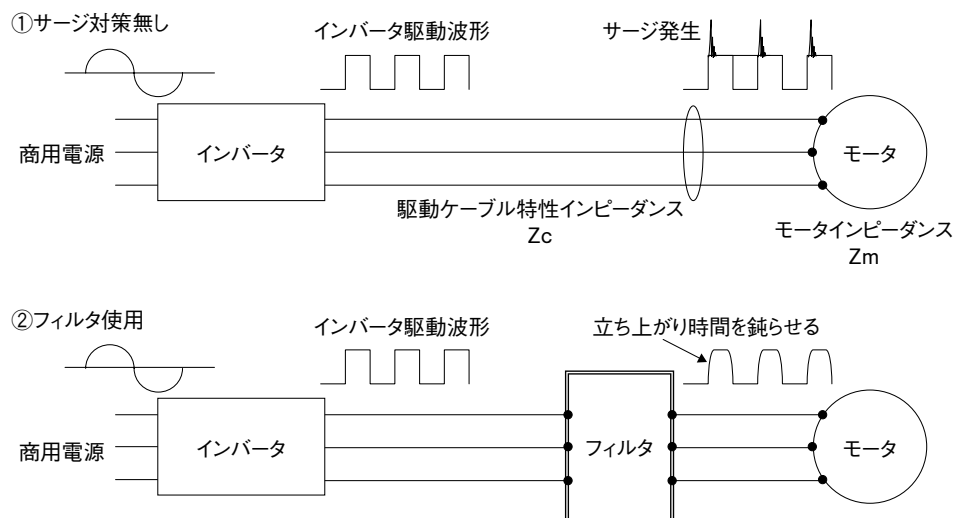 ①サージ対策無し
インバータ駆動波形
サージ発生
商用電源
インバータ
モータ
駆動ケーブル特性インピーダンス
Zc
モータインピーダンス
Zm
②フィルタ使用
インバータ駆動波形
立ち上がり時間を鈍らせる
商用電源
インバータ
フィルタ
モータ